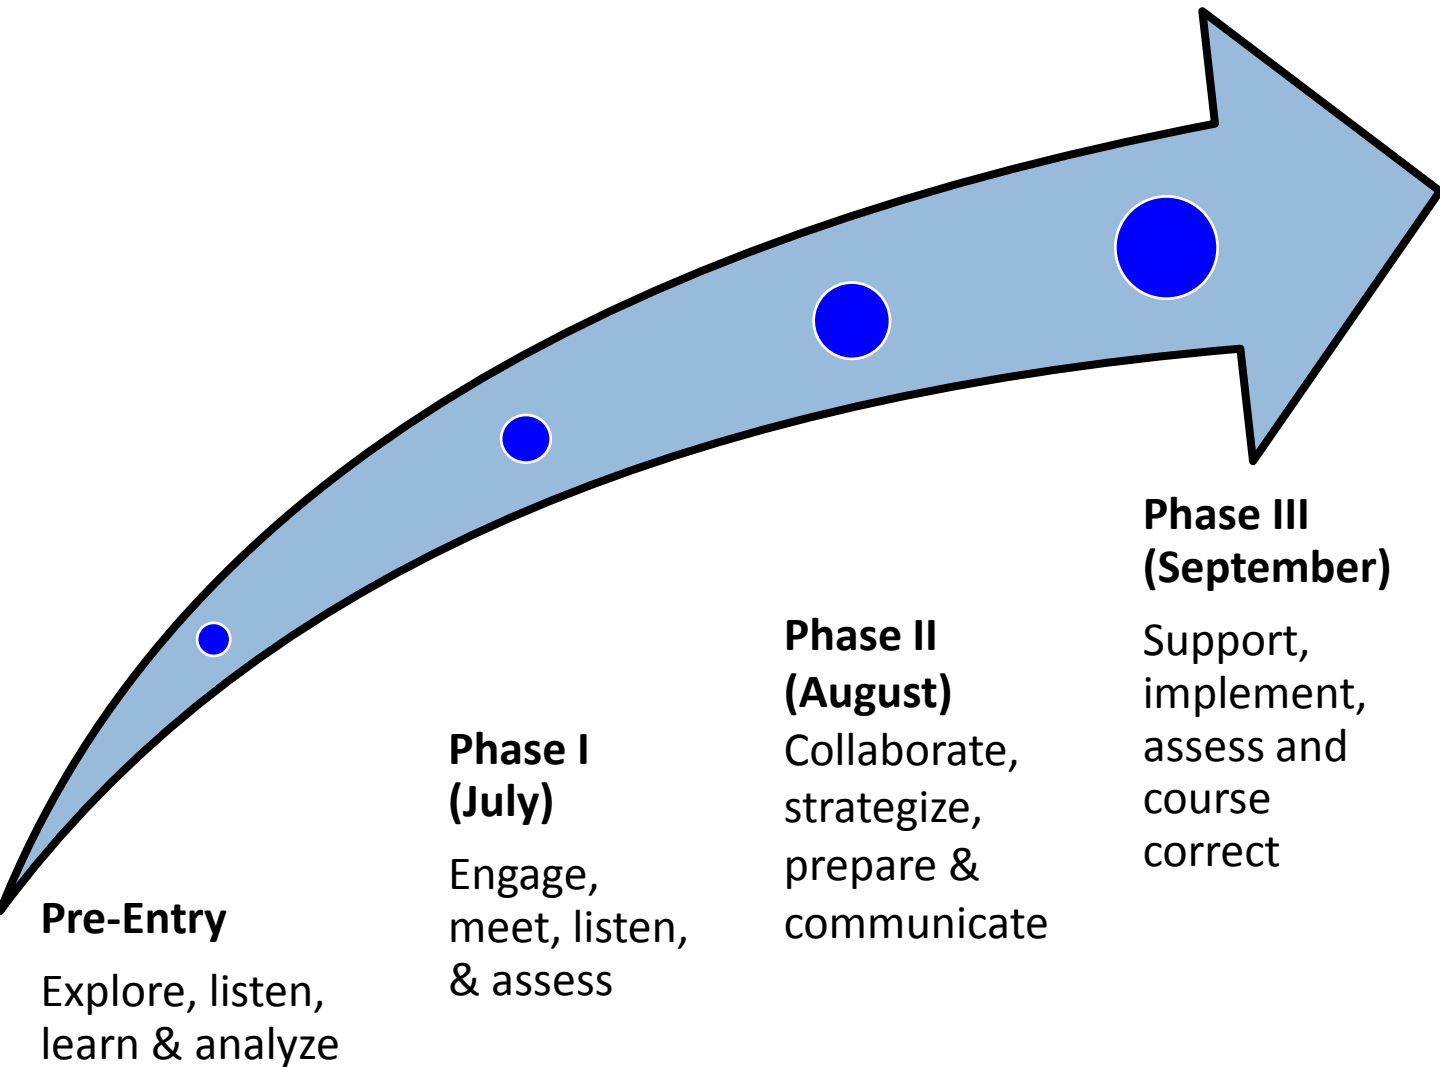 Pre-Entry
Explore, listen,
learn & analyze
Phase I
(July)
Engage,
meet, listen,
& assess
Phase II
(August)
Collaborate,
strategize,
prepare &
communicate
Phase III
(September)
Support,
implement,
assess and
course
correct